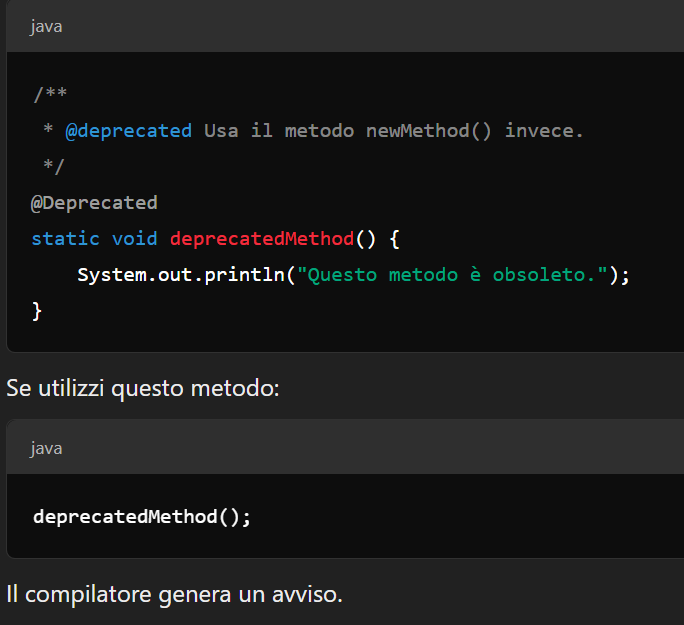 java
/**
 * @deprecated Usa il metodo newMethod() invece.
 */
@Deprecated
static void deprecatedMethod() {
    System.out.println("Questo metodo è obsoleto.");
}
Se utilizzi questo metodo:
java
deprecatedMethod();
Il compilatore genera un avviso.